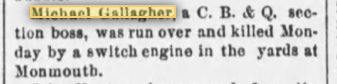 Michael Gallagher, a C. B. & Q. sec-
tion boss, was run over and killed Mon-
day by a switch engine in the yards at
Monmouth.